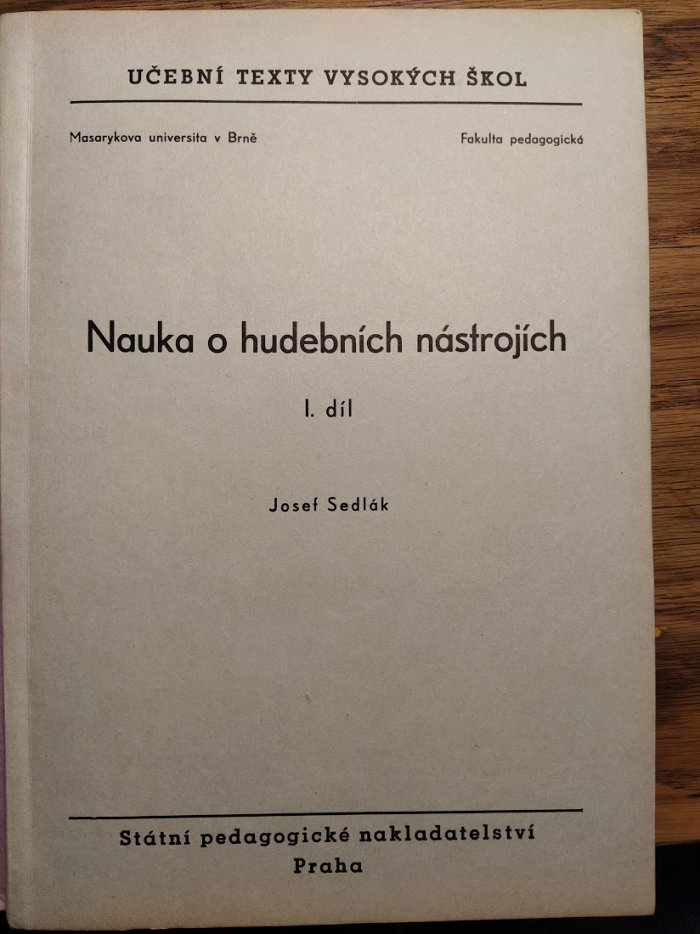 UČEBNÍ TEXTY VYSOKÝCH ŠKOL
Masarykova universita v Brně Fakulta pedagogická
Nauka o hudebních nástrojích
I. díl
Josef Sedlák
Státní pedagogické nakladatelství
Praha